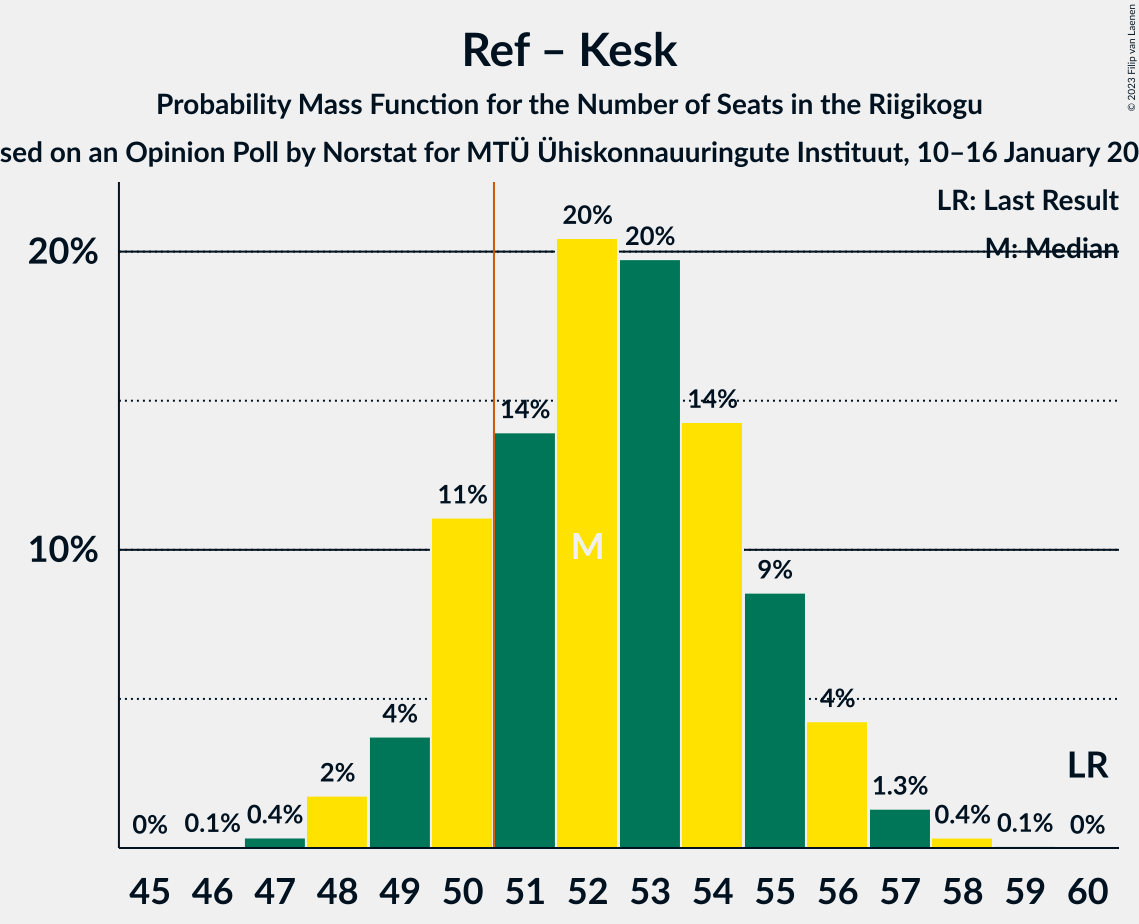 Ref – Kesk
Probability Mass Function for the Number of Seats in the Riigikogu
sed on an Opinion Poll by Norstat for MTÜ Ühiskonnauuringute Instituut, 10–16 January 20
© 2023 Filip van Laenen
LR: Last Result
M: Median
20%
10%
0%
0.1%
0.4%
2%
4%
11%
14%
20%
20%
14%
9%
4%
1.3%
0.4%
0.1%
0%
M
LR
45 46 47 48 49 50 51 52 53 54 55 56 57 58 59 60